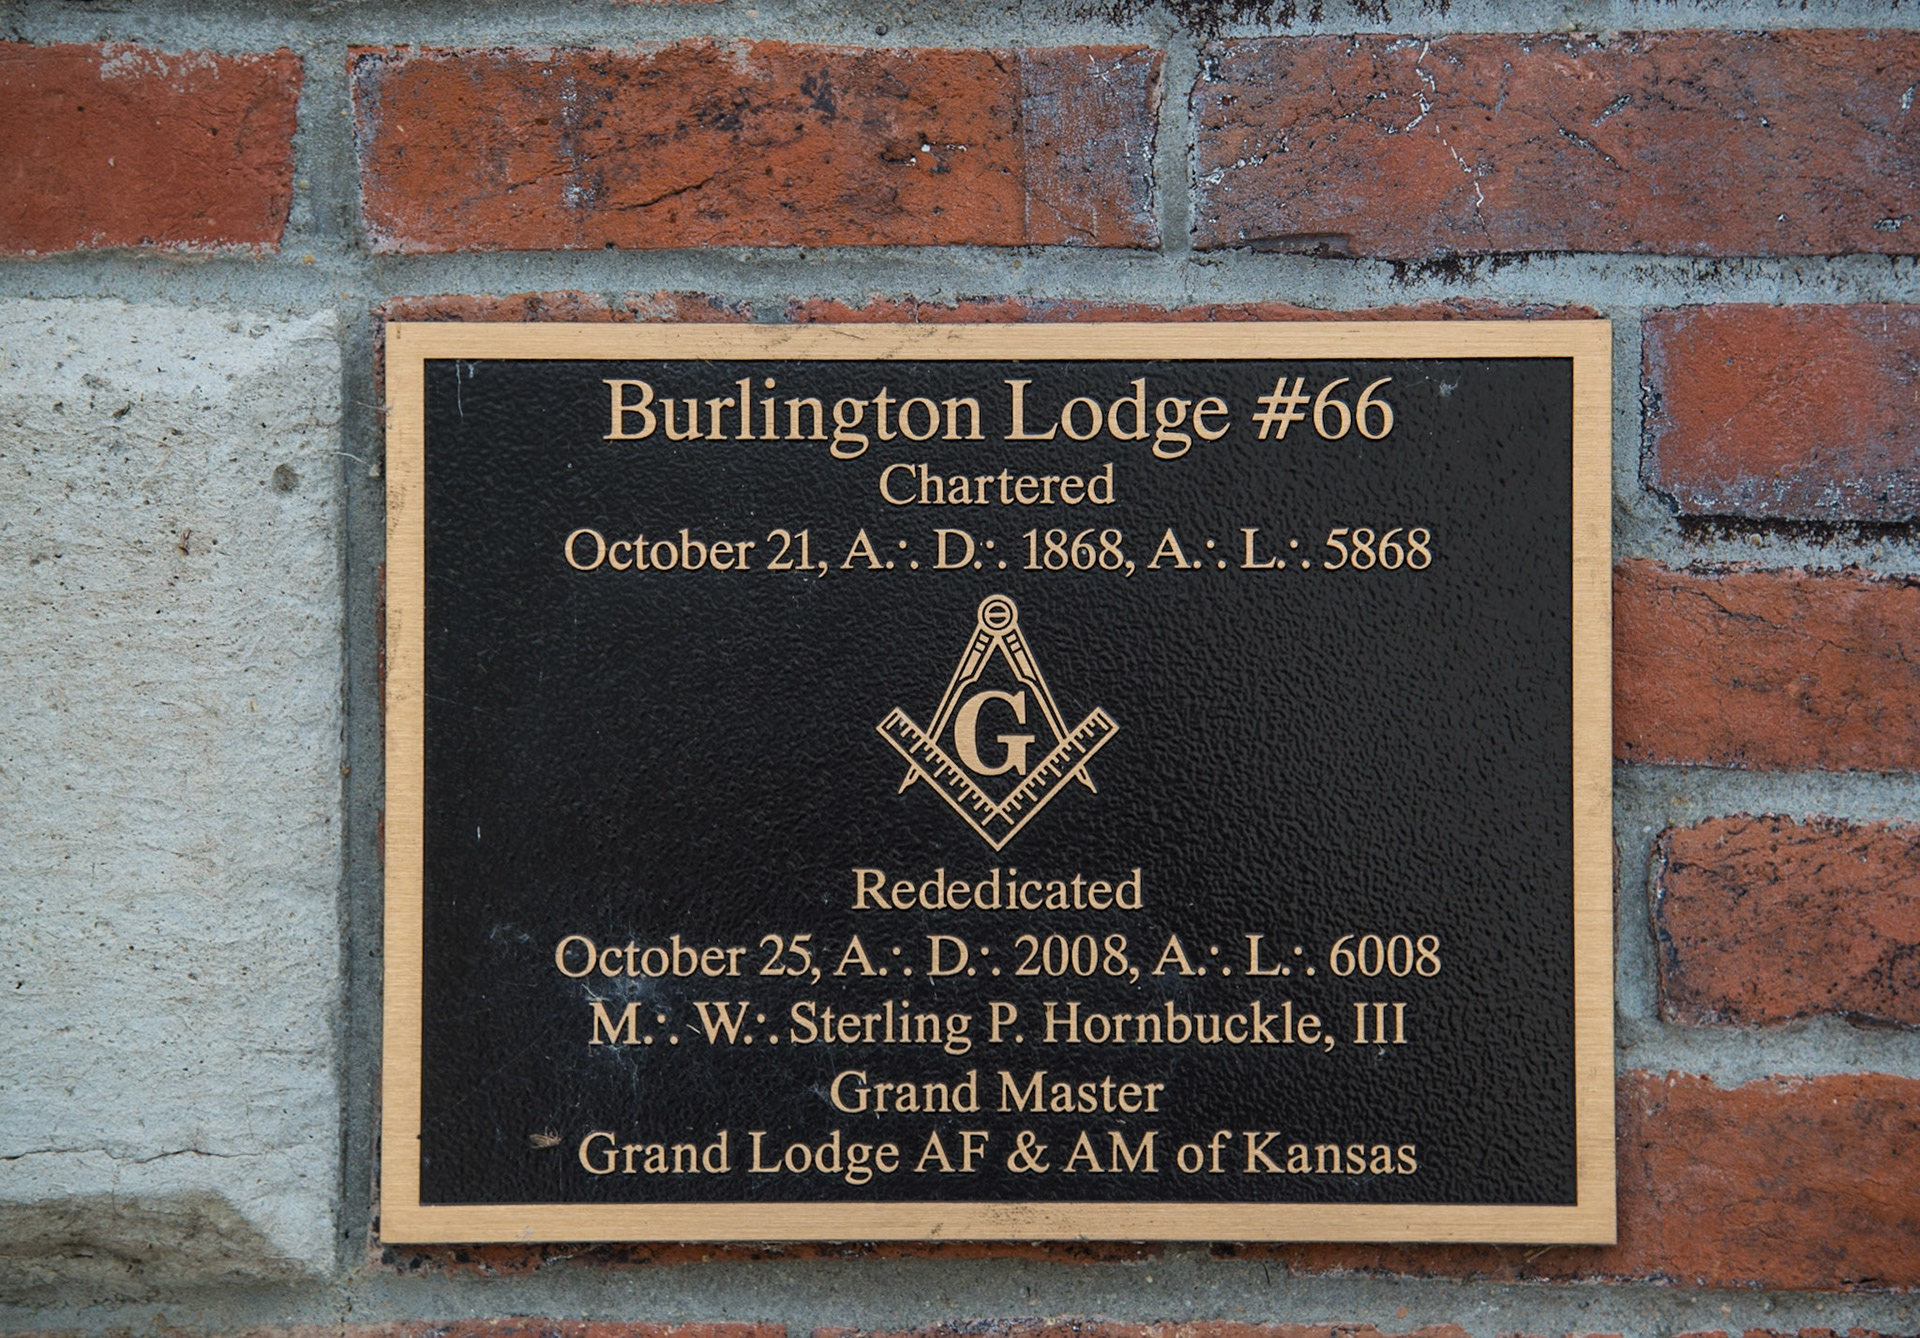 Burlington Lodge #66
Chartered
October 21, A∴ D∴ 1868, A∴ L∴ 5868
G
Rededicated
October 25, A∴ D∴ 2008, A∴ L∴ 6008
M∴ W∴ Sterling P. Hornbuckle, III
Grand Master
Grand Lodge AF & AM of Kansas